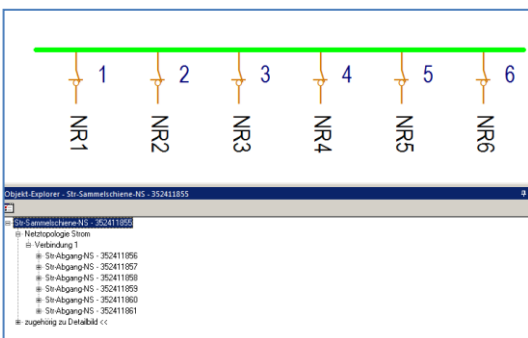 1 2 3 4 5 6
NR1 NR2 NR3 NR4 NR5 NR6
Objekt-Explorer - Str-Sammelschiene-NS - 352411855
Str-Sammelschiene-NS - 352411855
Netztopologie Strom
Verbindung 1
Str-Abgang-NS - 352411856
Str-Abgang-NS - 352411857
Str-Abgang-NS - 352411858
Str-Abgang-NS - 352411859
Str-Abgang-NS - 352411860
Str-Abgang-NS - 352411861
zugehörig zu Detailbild <<